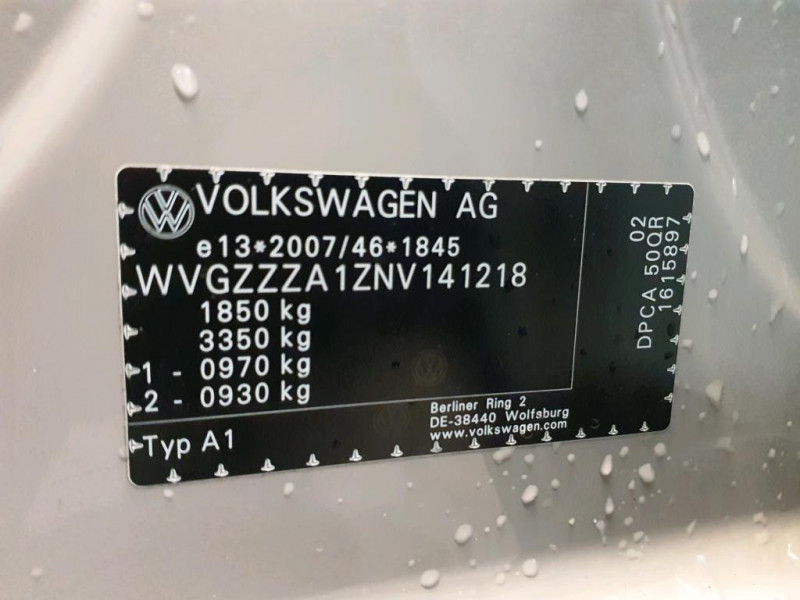 VOLKSWAGEN AG
e13*2007/46*1845
WVGZZZA1ZNV141218
1850 kg
3350 kg
1 - 0970 kg
2 - 0930 kg
Typ A1
Berliner Ring 2
DE-38440 Wolfsburg
www.volkswagen.com
02
DPCA 50QR
1615897